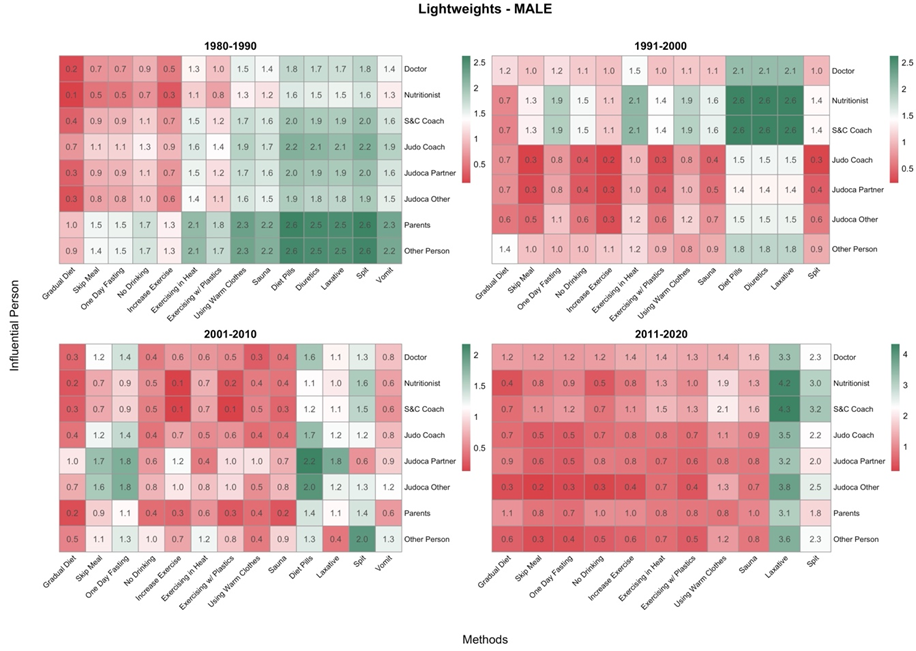 Lightweights - MALE
1980-1990
0.2 0.7 0.7 0.9 0.5 1.3 1.0 1.5 1.4 1.8 1.7 1.7 1.8 1.4 Doctor
0.1 0.5 0.5 0.7 0.3 1.1 0.8 1.3 1.2 1.6 1.5 1.5 1.6 1.3 Nutritionist
0.4 0.9 0.9 1.1 0.7 1.5 1.2 1.7 1.6 2.0 1.9 1.9 2.0 1.6 S&C Coach
0.7 1.1 1.1 1.3 0.9 1.6 1.4 1.9 1.7 2.2 2.1 2.1 2.2 1.9 Judo Coach
0.3 0.9 0.9 1.0 0.7 1.5 1.2 1.7 1.6 2.0 1.9 1.9 2.0 1.6 Judoca Partner
0.3 0.8 0.8 1.0 0.6 1.4 1.1 1.6 1.5 1.9 1.8 1.8 1.9 1.5 Judoca Other
1.0 1.5 1.5 1.7 1.3 2.1 1.8 2.3 2.2 2.6 2.5 2.5 2.6 2.3 Parents
0.9 1.4 1.5 1.7 1.3 2.1 1.7 2.3 2.2 2.6 2.5 2.5 2.6 2.2 Other Person
Gradual Diet
Skip Meal
One Day Fasting
No Drinking
Increase Exercise
Exercising in Heat
Exercising w/ Plastics
Using Warm Clothes
Sauna
Diet Pills
Diuretics
Laxative
Spit
Vomit
2.5
2
1.5
1
0.5
1991-2000
1.2 1.0 1.2 1.1 1.0 1.5 1.0 1.1 1.1 2.1 2.1 2.1 1.0 Doctor
0.7 1.3 1.9 1.5 1.1 2.1 1.4 1.9 1.6 2.6 2.6 2.6 1.4 Nutritionist
0.7 1.3 1.9 1.5 1.1 2.1 1.4 1.9 1.6 2.6 2.6 2.6 1.4 S&C Coach
0.7 0.3 0.7 0.4 0.2 1.0 0.3 0.8 0.4 1.5 1.5 1.5 0.3 Judo Coach
0.7 0.3 0.8 0.4 0.3 1.0 0.4 1.0 0.5 1.4 1.4 1.4 0.4 Judoca Partner
0.6 0.5 1.1 0.6 0.3 1.2 0.6 1.2 0.7 1.5 1.5 1.5 0.6 Judoca Other
1.4 1.0 1.0 1.0 1.1 1.2 0.9 0.8 0.9 1.8 1.8 1.8 0.9 Other Person
Gradual Diet
Skip Meal
One Day Fasting
No Drinking
Increase Exercise
Exercising in Heat
Exercising w/ Plastics
Using Warm Clothes
Sauna
Diet Pills
Diuretics
Laxative
Spit
2.5
2
1.5
1
0.5
Influential Person
2001-2010
0.3 1.2 1.4 0.4 0.6 0.6 0.5 0.3 0.4 1.6 1.1 1.3 0.8 Doctor
0.2 0.7 0.9 0.5 0.1 0.7 0.2 0.4 0.4 1.1 1.0 1.6 0.6 Nutritionist
0.3 0.7 0.9 0.5 0.1 0.7 0.1 0.5 0.3 1.2 1.1 1.5 0.6 S&C Coach
0.4 1.2 1.4 0.4 0.7 0.5 0.6 0.4 0.4 1.7 1.2 1.2 0.8 Judo Coach
1.0 1.7 1.8 0.6 1.2 0.4 1.0 1.0 0.7 2.2 1.8 0.6 0.9 Judoca Partner
0.7 1.6 1.8 0.8 1.0 0.8 1.0 0.5 0.8 2.0 1.2 1.3 1.2 Judoca Other
0.2 0.9 1.1 0.4 0.3 0.6 0.3 0.4 0.2 1.4 1.1 1.4 0.6 Parents
0.5 1.1 1.3 1.0 0.7 1.2 0.8 0.6 0.9 1.3 0.4 2.0 1.3 Other Person
Gradual Diet
Skip Meal
One Day Fasting
No Drinking
Increase Exercise
Exercising in Heat
Exercising w/ Plastics
Using Warm Clothes
Sauna
Diet Pills
Laxative
Spit
Vomit
2
1.5
1
0.5
2011-2020
1.2 1.2 1.2 1.2 1.4 1.4 1.3 1.4 1.6 3.3 2.3 Doctor
0.4 0.8 0.9 0.5 0.8 1.3 1.0 1.9 1.3 4.2 3.0 Nutritionist
0.7 1.1 1.2 0.7 1.1 1.5 1.3 2.1 1.6 4.3 3.2 S&C Coach
0.7 0.5 0.5 0.7 0.8 0.8 0.7 1.1 0.9 3.5 2.2 Judo Coach
0.9 0.6 0.5 0.8 0.8 0.7 0.6 0.8 0.8 3.2 2.0 Judoca Partner
0.3 0.2 0.3 0.3 0.4 0.7 0.4 1.3 0.7 3.8 2.5 Judoca Other
1.1 0.8 0.7 1.0 1.0 0.8 0.8 0.6 0.8 3.1 1.8 Parents
0.6 0.3 0.4 0.5 0.6 0.7 0.5 1.2 0.8 3.6 2.3 Other Person
Gradual Diet
Skip Meal
One Day Fasting
No Drinking
Increase Exercise
Exercising in Heat
Exercising w/ Plastics
Using Warm Clothes
Sauna
Laxative
Spit
4
3
2
1
Methods